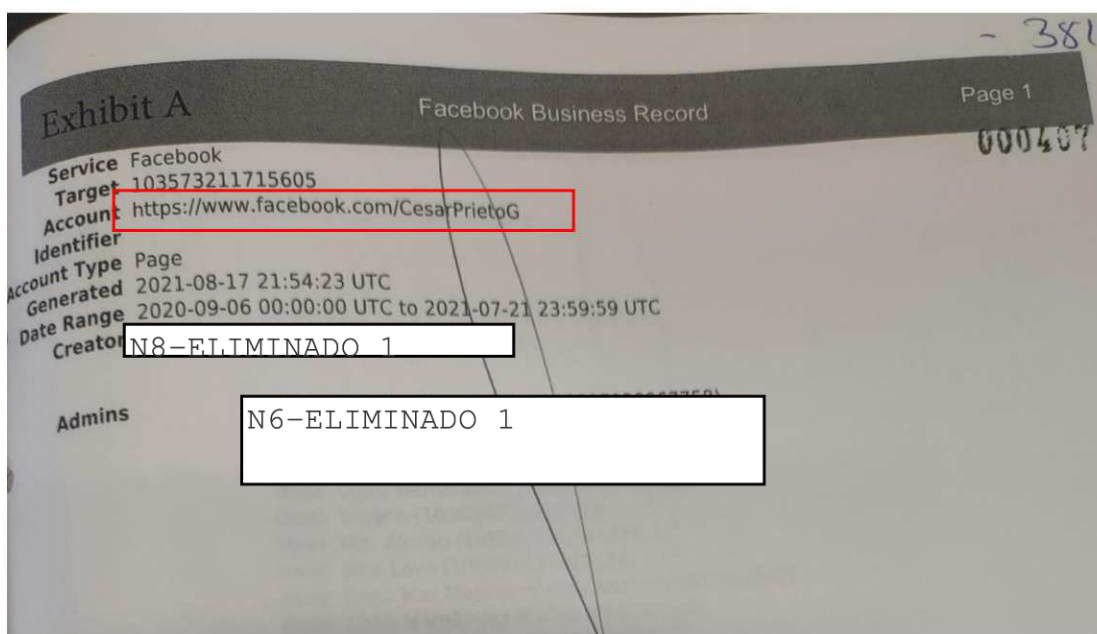 - 381
Exhibit A
Facebook Business Record
Page 1
000407
Service Facebook
Target 103573211715605
Account https://www.facebook.com/CesarPrietoG
Identifier
Account Type Page
Generated 2021-08-17 21:54:23 UTC
Date Range 2020-09-06 00:00:00 UTC to 2021-07-21 23:59:59 UTC
Creator N8-ELIMINADO 1
Admins
N6-ELIMINADO 1